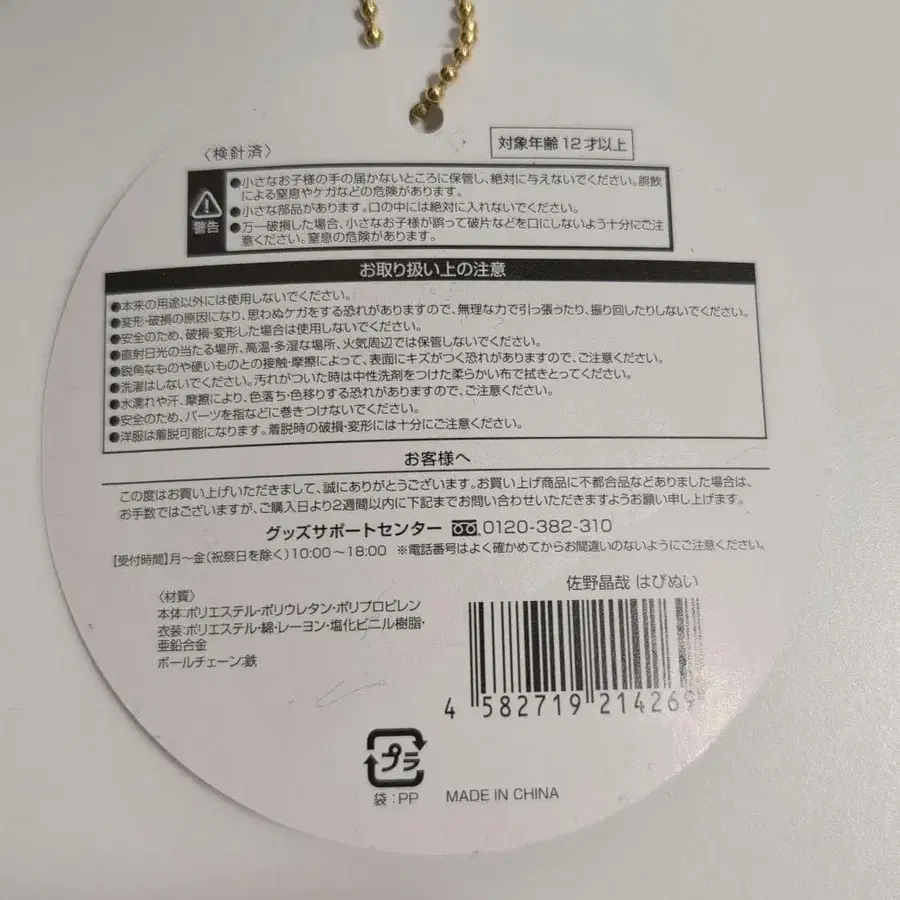 〈検針済〉
対象年齢12才以上
警告
●小さなお子様の手の届かないところに保管し、絶対に与えないでください。誤飲
による窒息やケガなどの危険があります。
●小さな部品があります。口の中には絶対に入れないでください。
●万一破損した場合、小さなお子様が誤って破片などを口にしないよう十分にご注
意ください。窒息の危険があります。
お取り扱い上の注意
●本来の用途以外には使用しないでください。
●変形・破損の原因になり、思わぬケガをする恐れがありますので、無理な力で引っ張ったり、振り回したりしないでください。
●安全のため、破損・変形した場合は使用しないでください。
●直射日光の当たる場所、高温・多湿な場所、火気周辺では保管しないでください。
●鋭角なものや硬いものとの接触・摩擦によって、表面にキズがつく恐れがありますので、ご注意ください。
●洗濯はしないでください。汚れがついた時は中性洗剤をつけた柔らかい布で拭きとってください。
●水濡れや汗、摩擦により、色落ち・色移りする恐れがありますので、ご注意ください。
●安全のため、パーツを指などに巻きつけないでください。
●洋服は着脱可能になります。着脱時の破損・変形には十分にご注意ください。
お客様へ
この度はお買い上げいただきまして、誠にありがとうございます。お買い上げ商品に不都合品などありました場合は、
お手数ではございますが、ご購入日より2週間以内に下記までお問い合わせいただきますようお願い申し上げます。
グッズサポートセンター 0120-382-310
【受付時間】月～金(祝祭日を除く)10:00～18:00 ※電話番号はよく確かめてからお間違いのないようにご注意ください。
佐野晶哉 はぴぬい
〈材質〉
本体:ポリエステル・ポリウレタン・ポリプロピレン
衣装:ポリエステル・綿・レーヨン・塩化ビニル樹脂・
亜鉛合金
ボールチェーン:鉄
4 582719 214269
プラ
袋:PP
MADE IN CHINA